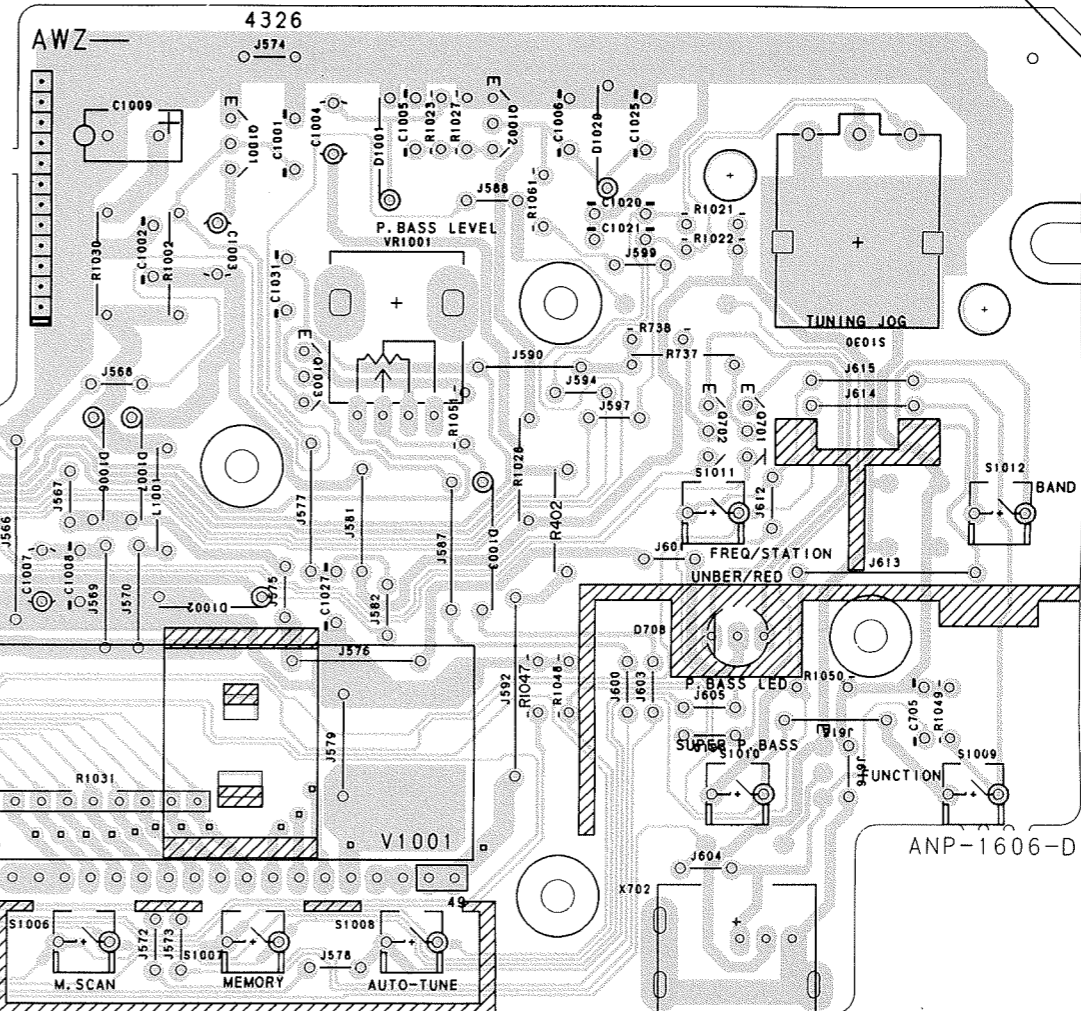 4326
AWZ
J574
C1009
Q1001
C1001
C1004
D1001
C1005
R1023
R1027
Q1002
C1006
D1020
C1025
R1061
J588
C1020
C1021
R1021
R1022
J599
R1030
C1002
R1002
C1003
C1031
P.BASS LEVEL
VR1001
TUNING JOG
S1030
R738
R737
J590
J594
J597
J615
J614
Q1003
R1051
J568
D1006
D1007
L1001
J567
J566
J577
J581
J587
D1003
R1028
R402
Q702
Q701
S1011
J612
FREQ/STATION
S1012
BAND
J613
J601
UNBER/RED
C1007
C1008
J569
J570
D1002
J575
C1027
J582
J576
J592
R1047
R1048
J600
J603
D708
P.BASS LED
J605
R1050
C705
R1049
SUPER P.BASS
S1010
J616
FUNCTION
S1009
J579
R1031
V1001
ANP-1606-D
J604
X702
49
S1006
J572
J573
S1007
S1008
J578
M.SCAN
MEMORY
AUTO-TUNE